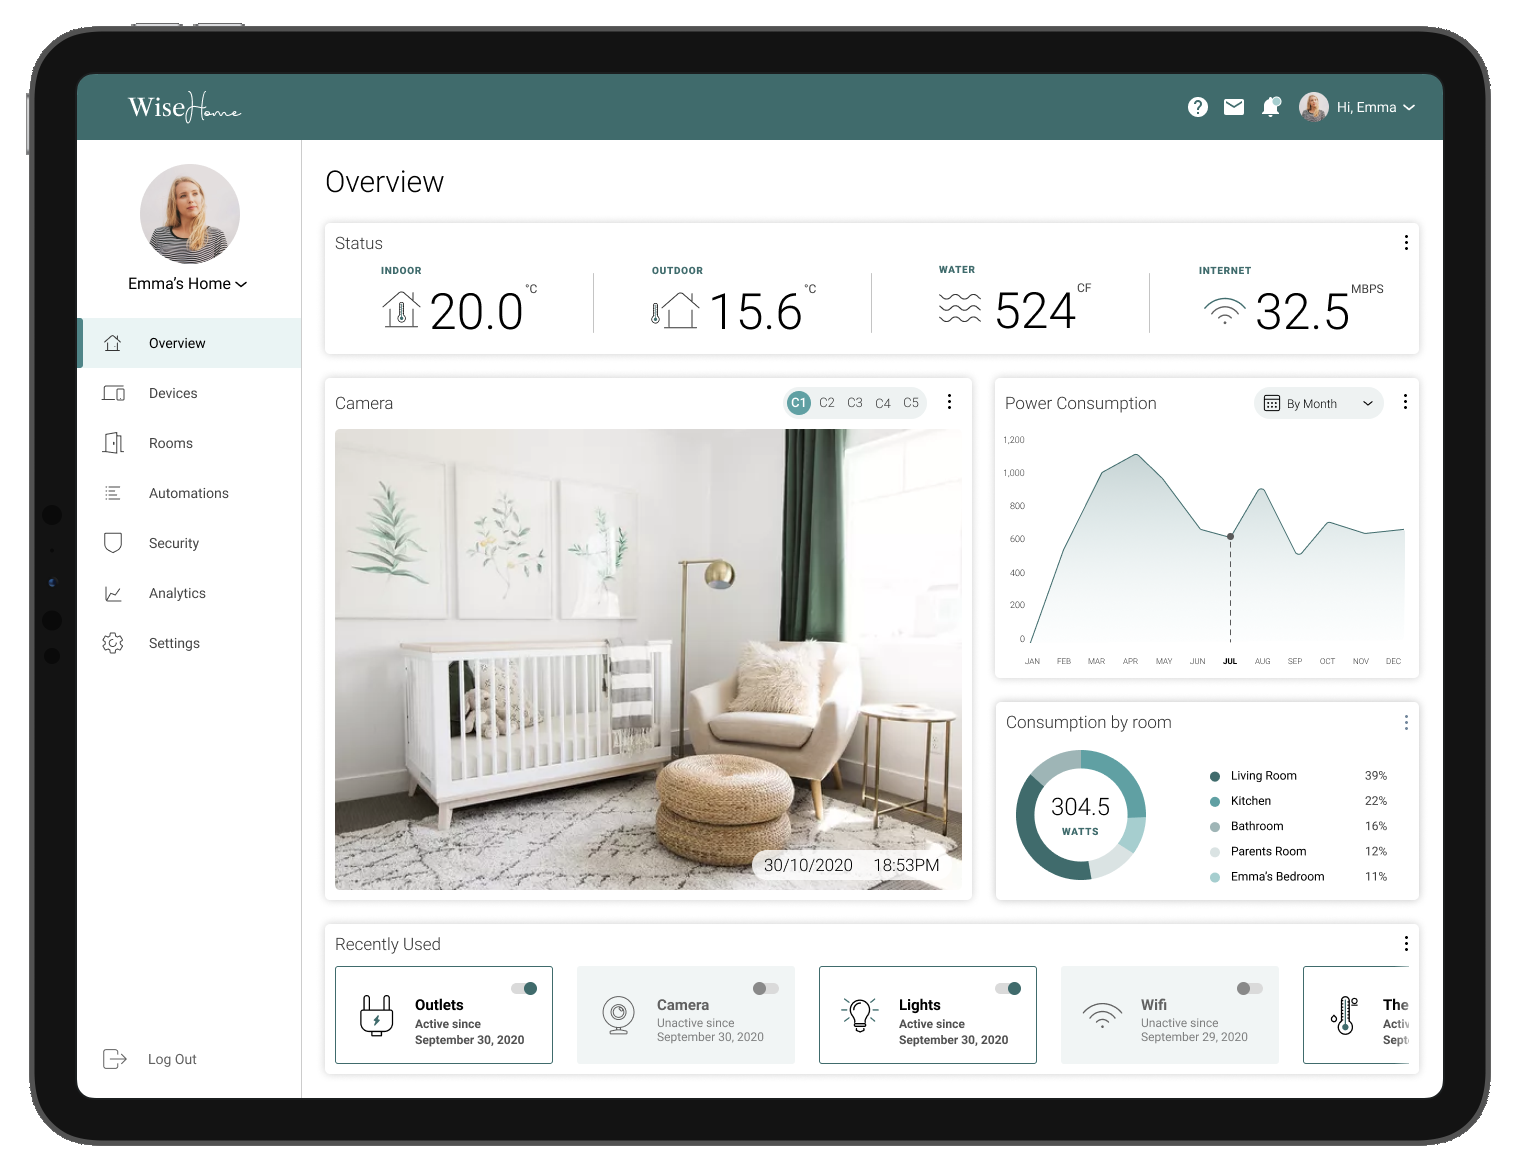 WiseHome
Hi, Emma
Emma's Home
Overview
Devices
Rooms
Automations
Security
Analytics
Settings
Log Out
Overview
Status
INDOOR
20.0 °C
OUTDOOR
15.6 °C
WATER
524 CF
INTERNET
32.5 MBPS
Camera
C1 C2 C3 C4 C5
30/10/2020 18:53PM
Power Consumption
By Month
1,200
1,000
800
600
400
200
0
JAN FEB MAR APR MAY JUN JUL AUG SEP OCT NOV DEC
Consumption by room
304.5
WATTS
Living Room 39%
Kitchen 22%
Bathroom 16%
Parents Room 12%
Emma's Bedroom 11%
Recently Used
Outlets
Active since
September 30, 2020
Camera
Unactive since
September 30, 2020
Lights
Active since
September 30, 2020
Wifi
Unactive since
September 29, 2020
The
Activ
Sept